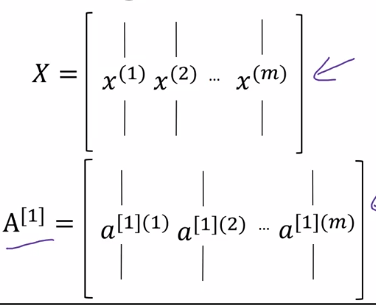 X = [ x^(1) x^(2) ... x^(m) ]
A^[1] = [ a^[1](1) a^[1](2) ... a^[1](m) ]